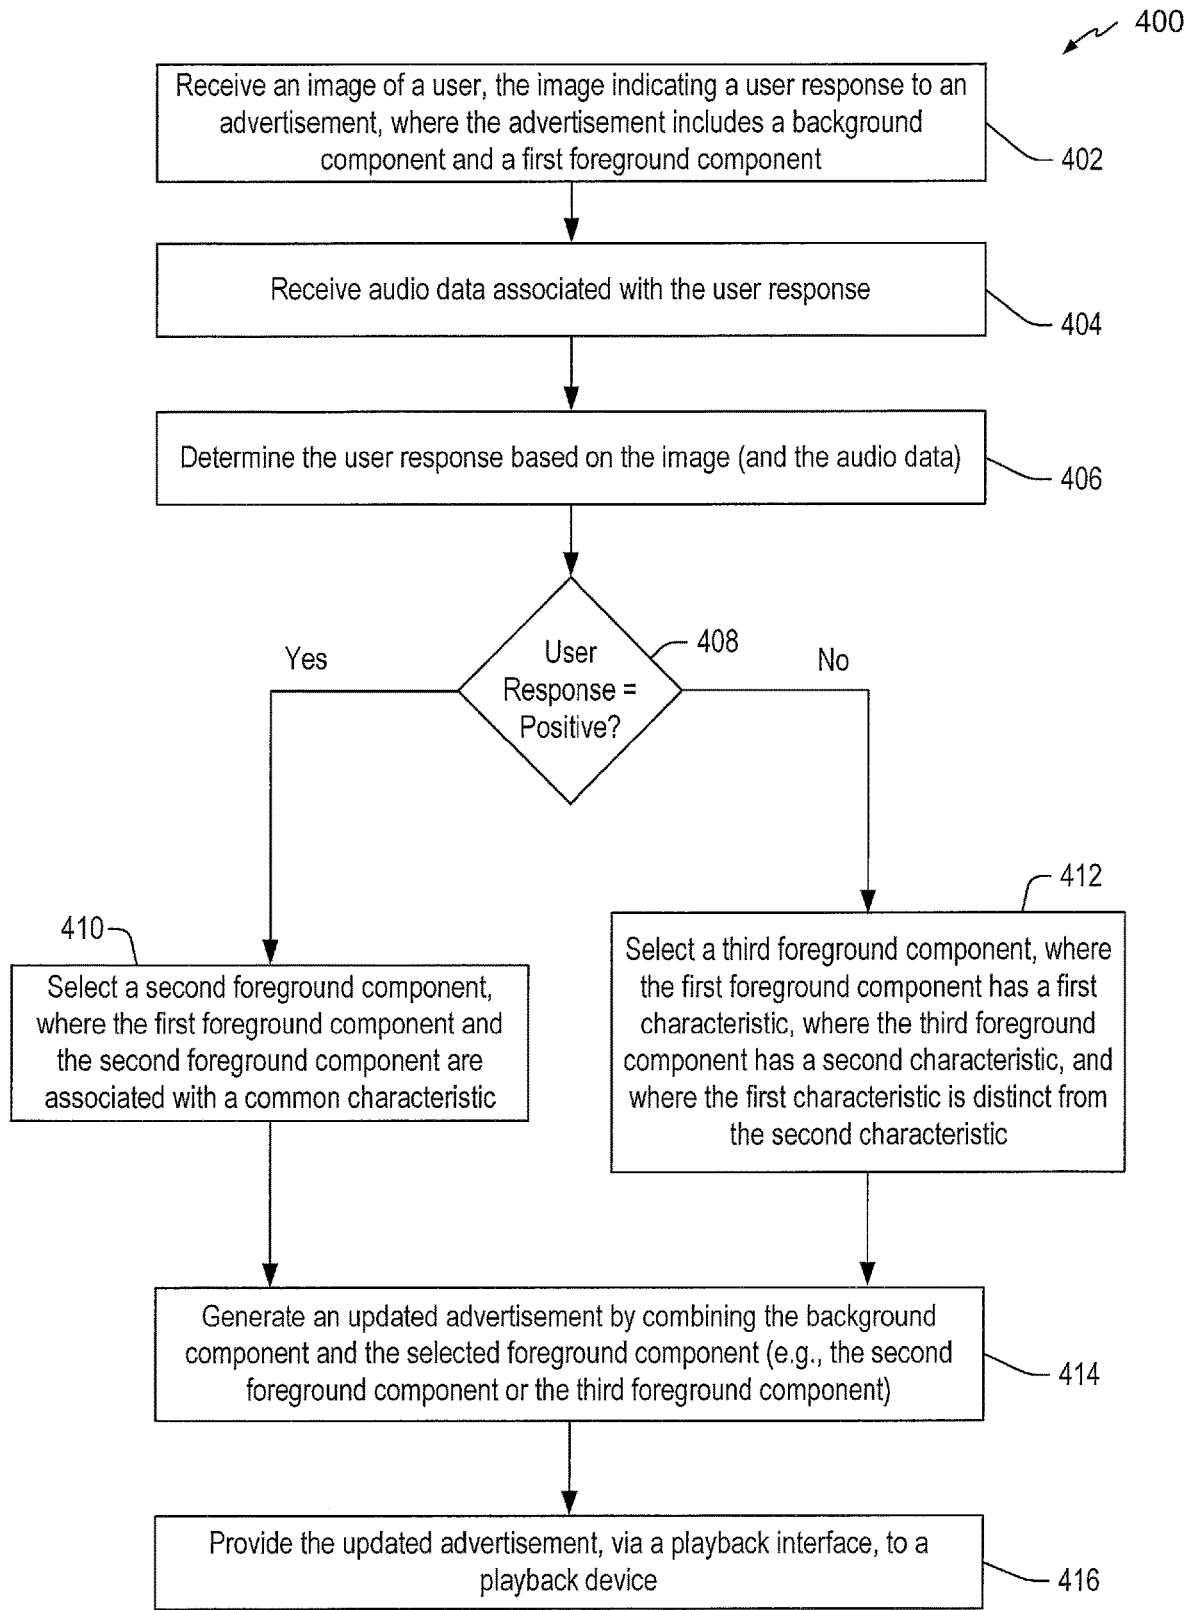 400
Receive an image of a user, the image indicating a user response to an
advertisement, where the advertisement includes a background
component and a first foreground component
402
Receive audio data associated with the user response
404
Determine the user response based on the image (and the audio data)
406
User
Response =
Positive?
408
Yes
No
410
Select a second foreground component,
where the first foreground component and
the second foreground component are
associated with a common characteristic
412
Select a third foreground component, where
the first foreground component has a first
characteristic, where the third foreground
component has a second characteristic, and
where the first characteristic is distinct from
the second characteristic
Generate an updated advertisement by combining the background
component and the selected foreground component (e.g., the second
foreground component or the third foreground component)
414
Provide the updated advertisement, via a playback interface, to a
playback device
416